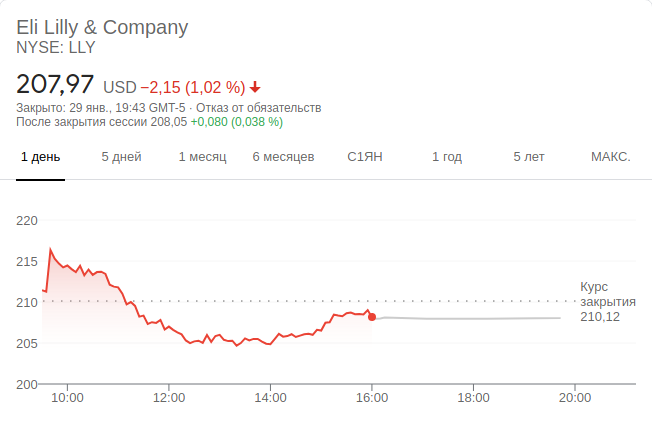 Eli Lilly & Company
NYSE: LLY
207,97 USD −2,15 (1,02 %)
Закрыто: 29 янв., 19:43 GMT-5 · Отказ от обязательств
После закрытия сессии 208,05 +0,080 (0,038 %)
1 день 5 дней 1 месяц 6 месяцев С1ЯН 1 год 5 лет МАКС.
220
215
Курс
210 закрытия
210,12
205
200
10:00 12:00 14:00 16:00 18:00 20:00